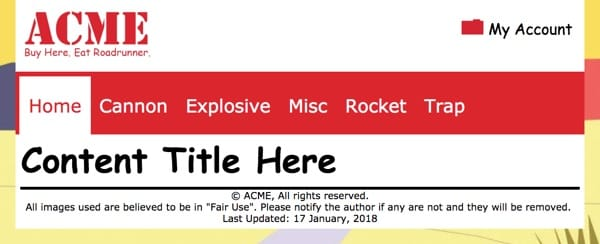 ACME
Buy Here. Eat Roadrunner.
My Account
Home Cannon Explosive Misc Rocket Trap
Content Title Here
© ACME, All rights reserved.
All images used are believed to be in "Fair Use". Please notify the author if any are not and they will be removed.
Last Updated: 17 January, 2018